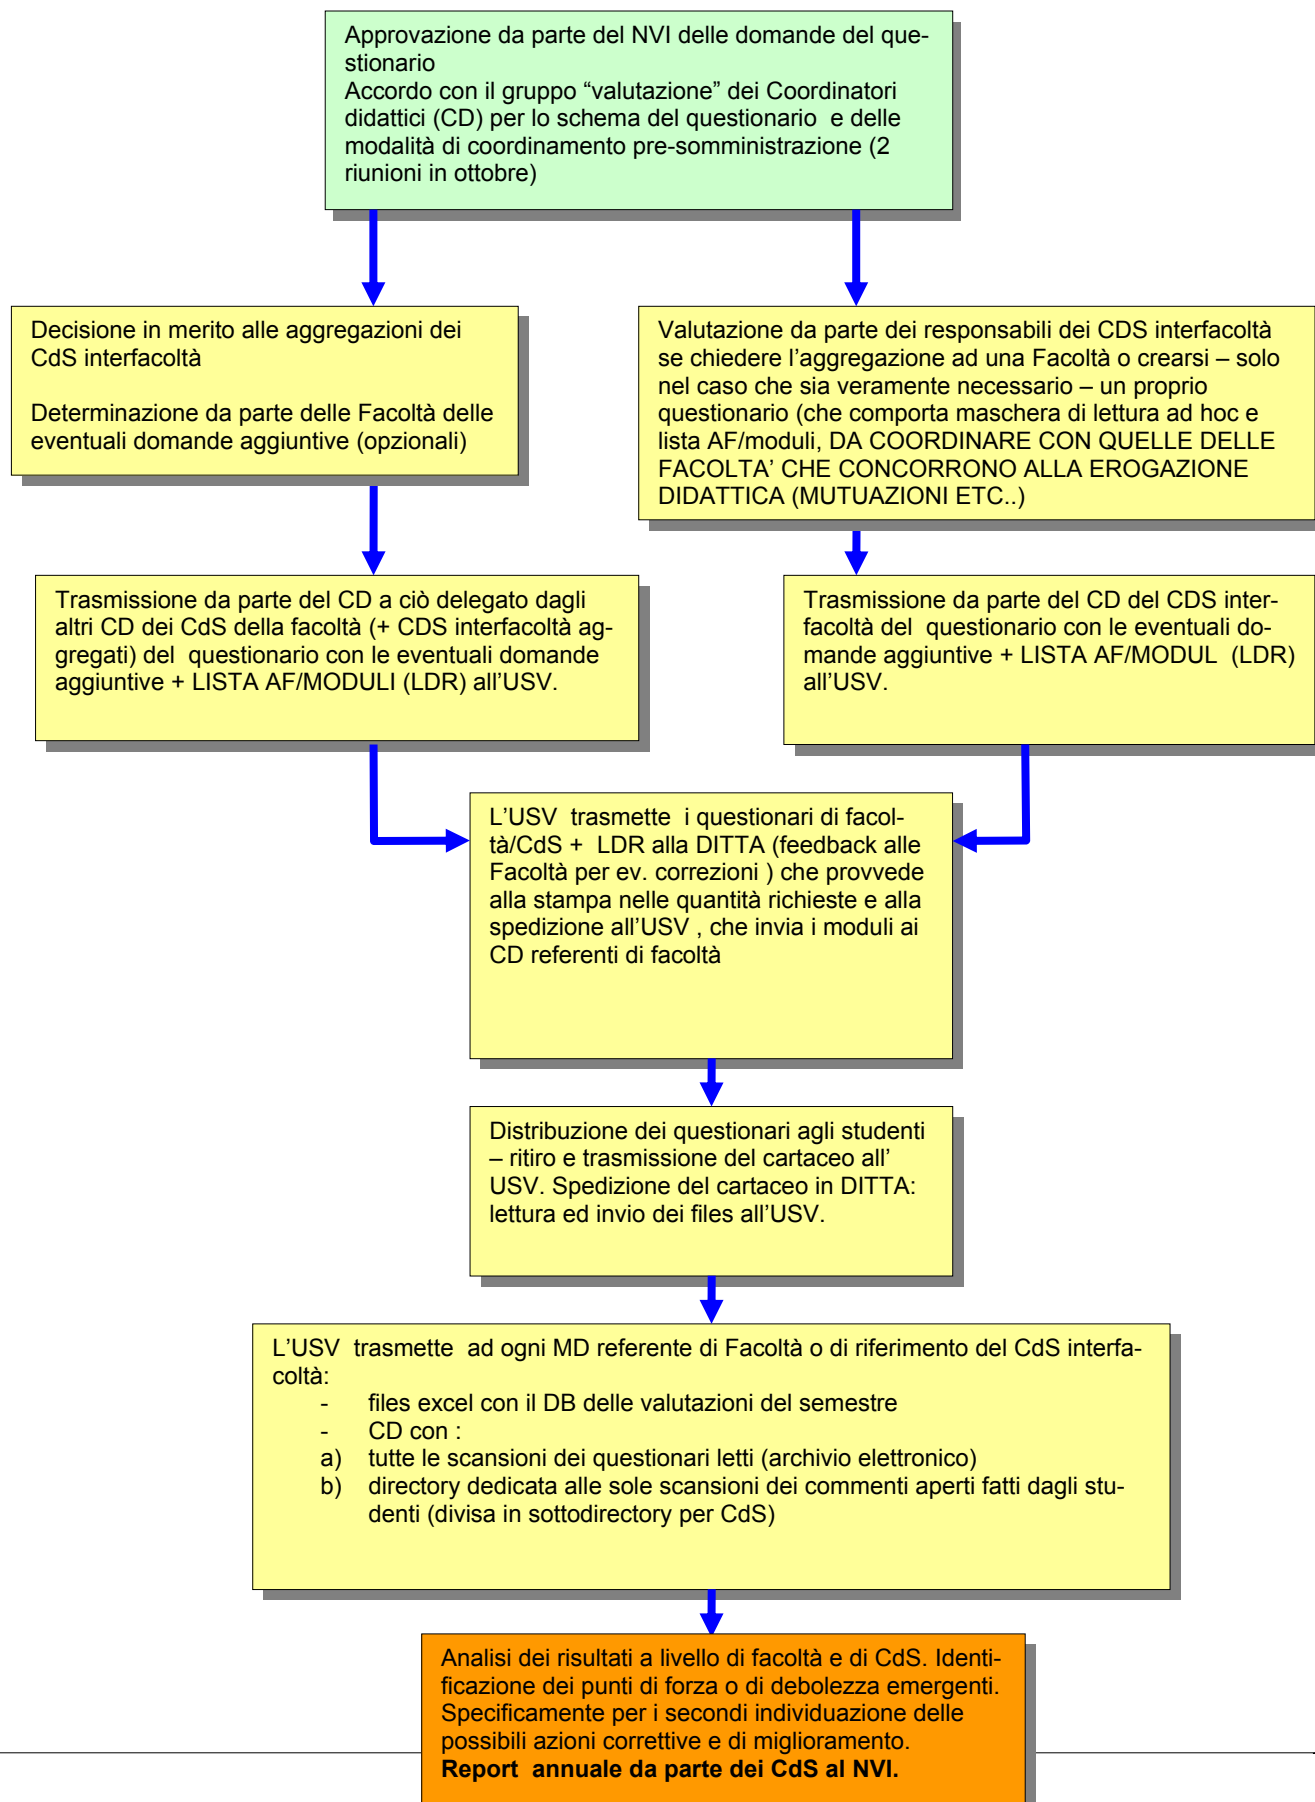 Approvazione da parte del NVI delle domande del que-
stionario
Accordo con il gruppo “valutazione” dei Coordinatori
didattici (CD) per lo schema del questionario e delle
modalità di coordinamento pre-somministrazione (2
riunioni in ottobre)
Decisione in merito alle aggregazioni dei
CdS interfacoltà
Determinazione da parte delle Facoltà delle
eventuali domande aggiuntive (opzionali)
Valutazione da parte dei responsabili dei CDS interfacoltà
se chiedere l’aggregazione ad una Facoltà o crearsi – solo
nel caso che sia veramente necessario – un proprio
questionario (che comporta maschera di lettura ad hoc e
lista AF/moduli, DA COORDINARE CON QUELLE DELLE
FACOLTA’ CHE CONCORRONO ALLA EROGAZIONE
DIDATTICA (MUTUAZIONI ETC..)
Trasmissione da parte del CD a ciò delegato dagli
altri CD dei CdS della facoltà (+ CDS interfacoltà ag-
gregati) del questionario con le eventuali domande
aggiuntive + LISTA AF/MODULI (LDR) all’USV.
Trasmissione da parte del CD del CDS inter-
facoltà del questionario con le eventuali do-
mande aggiuntive + LISTA AF/MODUL (LDR)
all’USV.
L’USV trasmette i questionari di facol-
tà/CdS + LDR alla DITTA (feedback alle
Facoltà per ev. correzioni ) che provvede
alla stampa nelle quantità richieste e alla
spedizione all’USV , che invia i moduli ai
CD referenti di facoltà
Distribuzione dei questionari agli studenti
– ritiro e trasmissione del cartaceo all’
USV. Spedizione del cartaceo in DITTA:
lettura ed invio dei files all’USV.
L’USV trasmette ad ogni MD referente di Facoltà o di riferimento del CdS interfa-
coltà:
- files excel con il DB delle valutazioni del semestre
- CD con :
a) tutte le scansioni dei questionari letti (archivio elettronico)
b) directory dedicata alle sole scansioni dei commenti aperti fatti dagli stu-
denti (divisa in sottodirectory per CdS)
Analisi dei risultati a livello di facoltà e di CdS. Identi-
ficazione dei punti di forza o di debolezza emergenti.
Specificamente per i secondi individuazione delle
possibili azioni correttive e di miglioramento.
Report annuale da parte dei CdS al NVI.